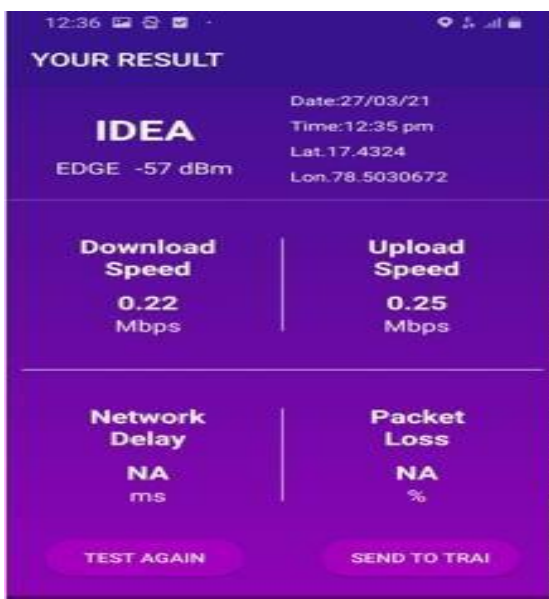 12:36
YOUR RESULT
IDEA
EDGE -57 dBm
Date:27/03/21
Time:12:35 pm
Lat.17.4324
Lon.78.5030672
Download
Speed
0.22
Mbps
Upload
Speed
0.25
Mbps
Network
Delay
NA
ms
Packet
Loss
NA
%
TEST AGAIN
SEND TO TRAI